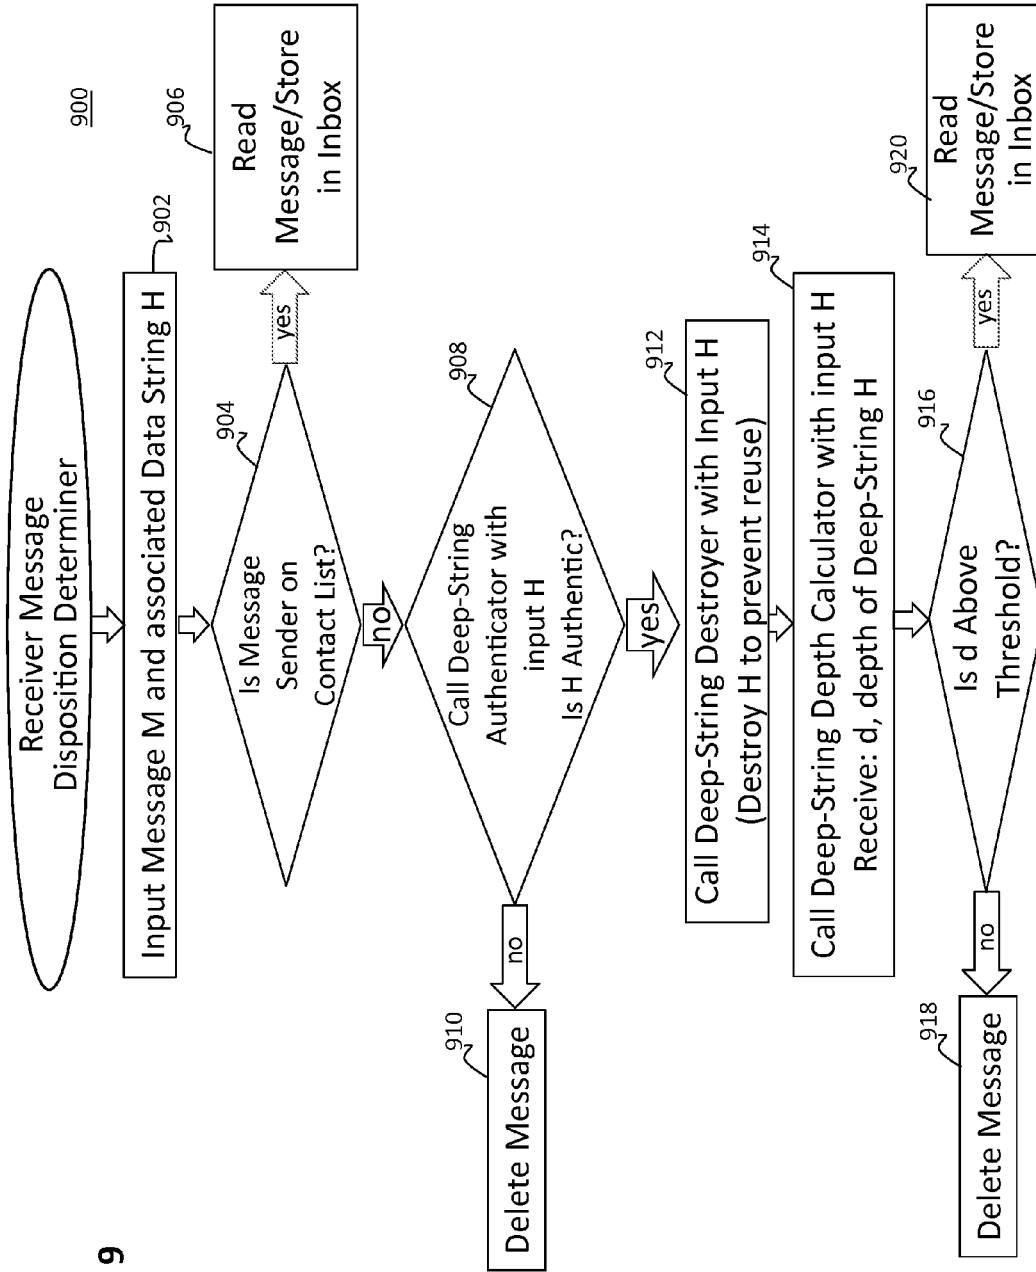 900
Receiver Message
Disposition Determiner
902
Input Message M and associated Data String H
904
Is Message
Sender on
Contact List?
yes
906
Read
Message/Store
in Inbox
no
908
Call Deep-String
Authenticator with
input H
Is H Authentic?
no
910
Delete Message
yes
912
Call Deep-String Destroyer with Input H
(Destroy H to prevent reuse)
914
Call Deep-String Depth Calculator with input H
Receive: d, depth of Deep-String H
916
Is d Above
Threshold?
no
918
Delete Message
yes
920
Read
Message/Store
in Inbox
9